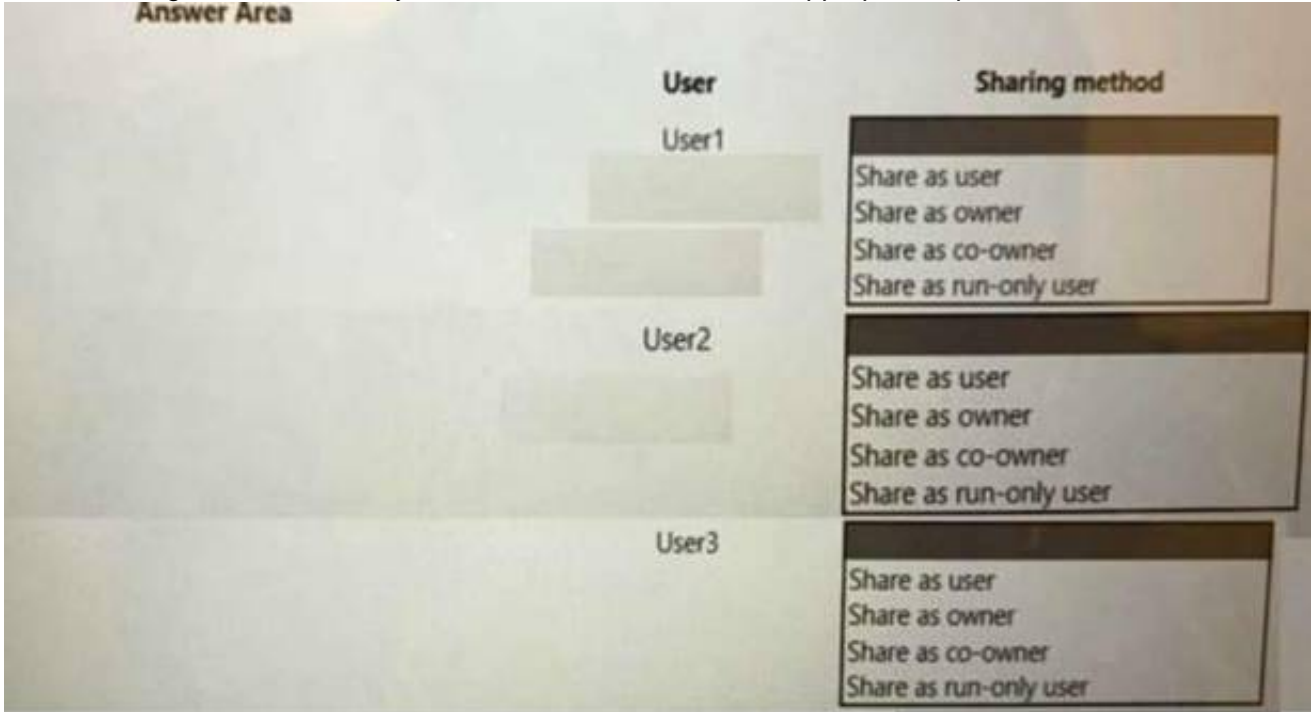 Answer Area
User Sharing method
User1
Share as user
Share as owner
Share as co-owner
Share as run-only user
User2
Share as user
Share as owner
Share as co-owner
Share as run-only user
User3
Share as user
Share as owner
Share as co-owner
Share as run-only user